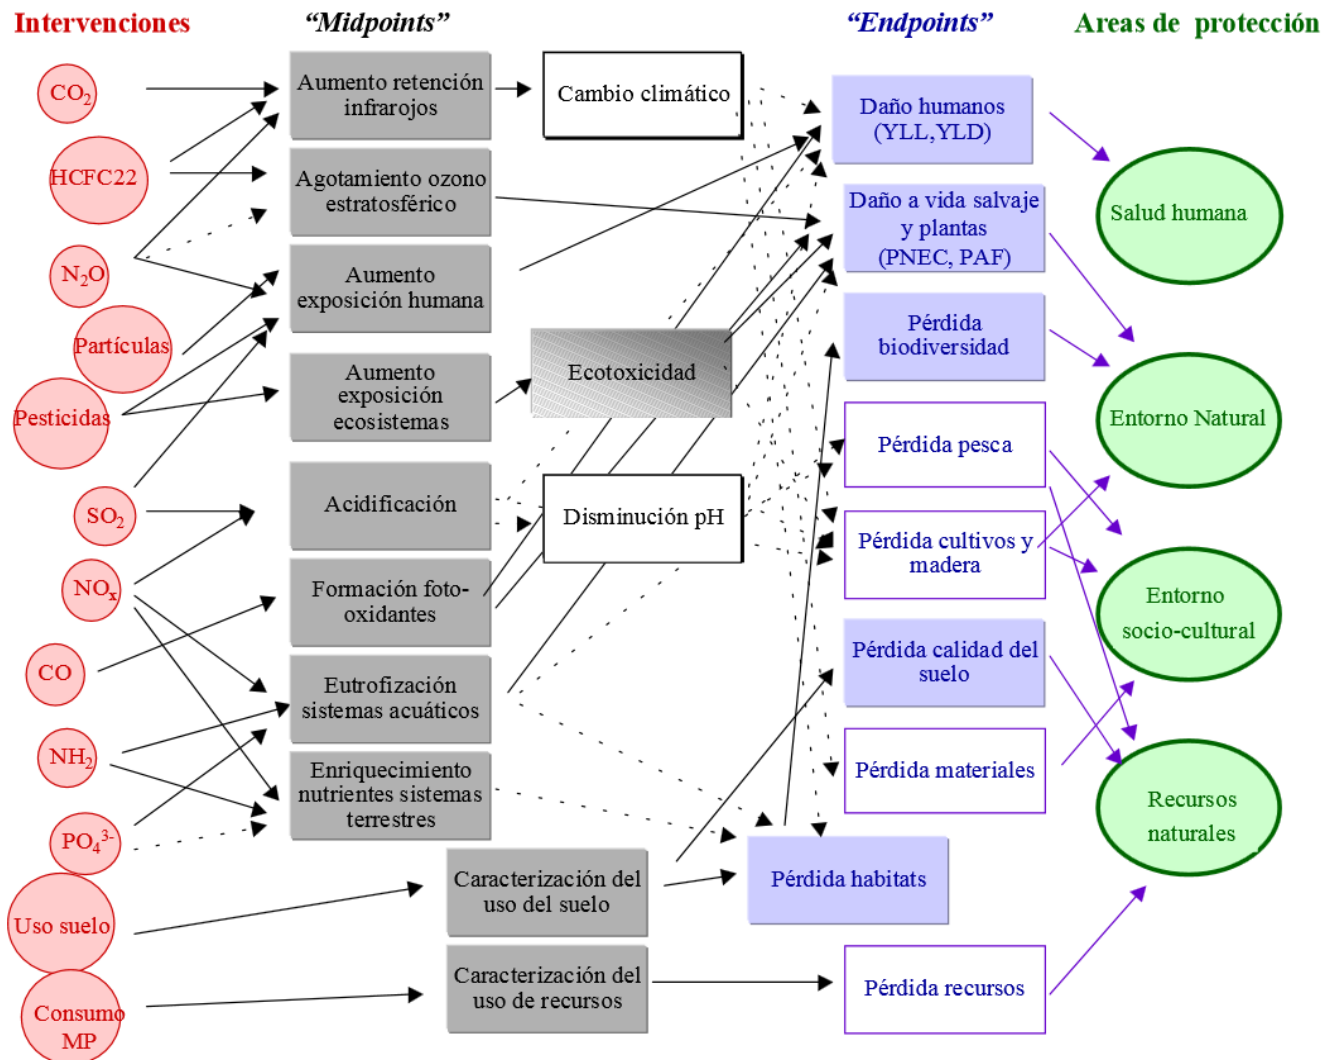 Intervenciones
“Midpoints”
“Endpoints”
Areas de protección
CO2
HCFC22
N2O
Partículas
Pesticidas
SO2
NOx
CO
NH2
PO4 3-
Uso suelo
Consumo
MP
Aumento retención
infrarojos
Agotamiento ozono
estratosférico
Aumento
exposición humana
Aumento
exposición
ecosistemas
Acidificación
Formación foto-
oxidantes
Eutrofización
sistemas acuáticos
Enriquecimiento
nutrientes sistemas
terrestres
Caracterización del
uso del suelo
Caracterización del
uso de recursos
Cambio climático
Ecotoxicidad
Disminución pH
Daño humanos
(YLL,YLD)
Daño a vida salvaje
y plantas
(PNEC, PAF)
Pérdida
biodiversidad
Pérdida pesca
Pérdida cultivos y
madera
Pérdida calidad del
suelo
Pérdida materiales
Pérdida habitats
Pérdida recursos
Salud humana
Entorno Natural
Entorno
socio-cultural
Recursos
naturales